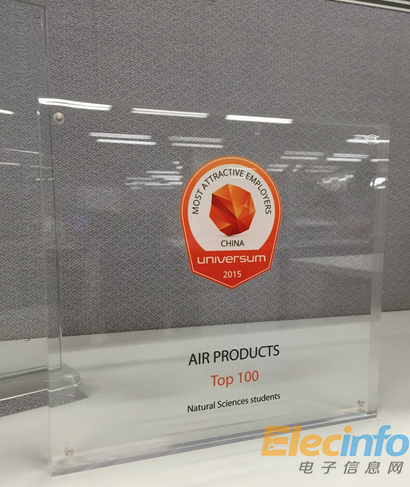 MOST ATTRACTIVE EMPLOYERS
CHINA
universum
2015
AIR PRODUCTS
Top 100
Natural Sciences students
Elecinfo
电子信息网